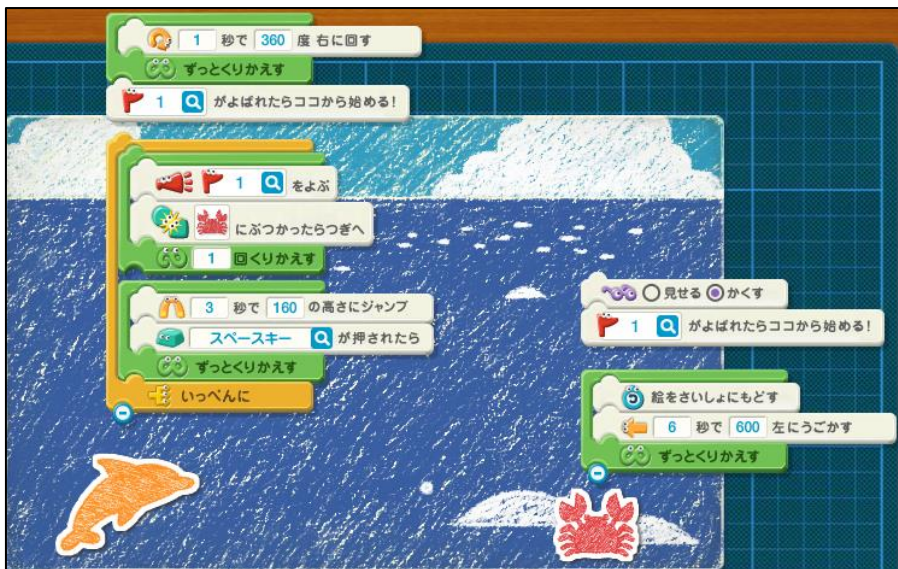 1 秒で 360 度 右に回す
ずっとくりかえす
1 がよばれたらココから始める!
1 をよぶ
にぶつかったらつぎへ
1 回くりかえす
3 秒で 160 の高さにジャンプ
スペースキー が押されたら
ずっとくりかえす
いっぺんに
見せる かくす
1 がよばれたらココから始める!
絵をさいしょにもどす
6 秒で 600 左にうごかす
ずっとくりかえす